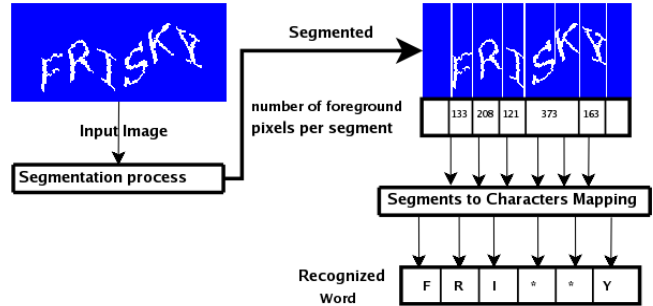 FRISKY
Segmented
FRISKY
number of foreground
pixels per segment
133 208 121 373 163
Input Image
Segmentation process
Segments to Characters Mapping
Recognized
Word
F R I * * Y